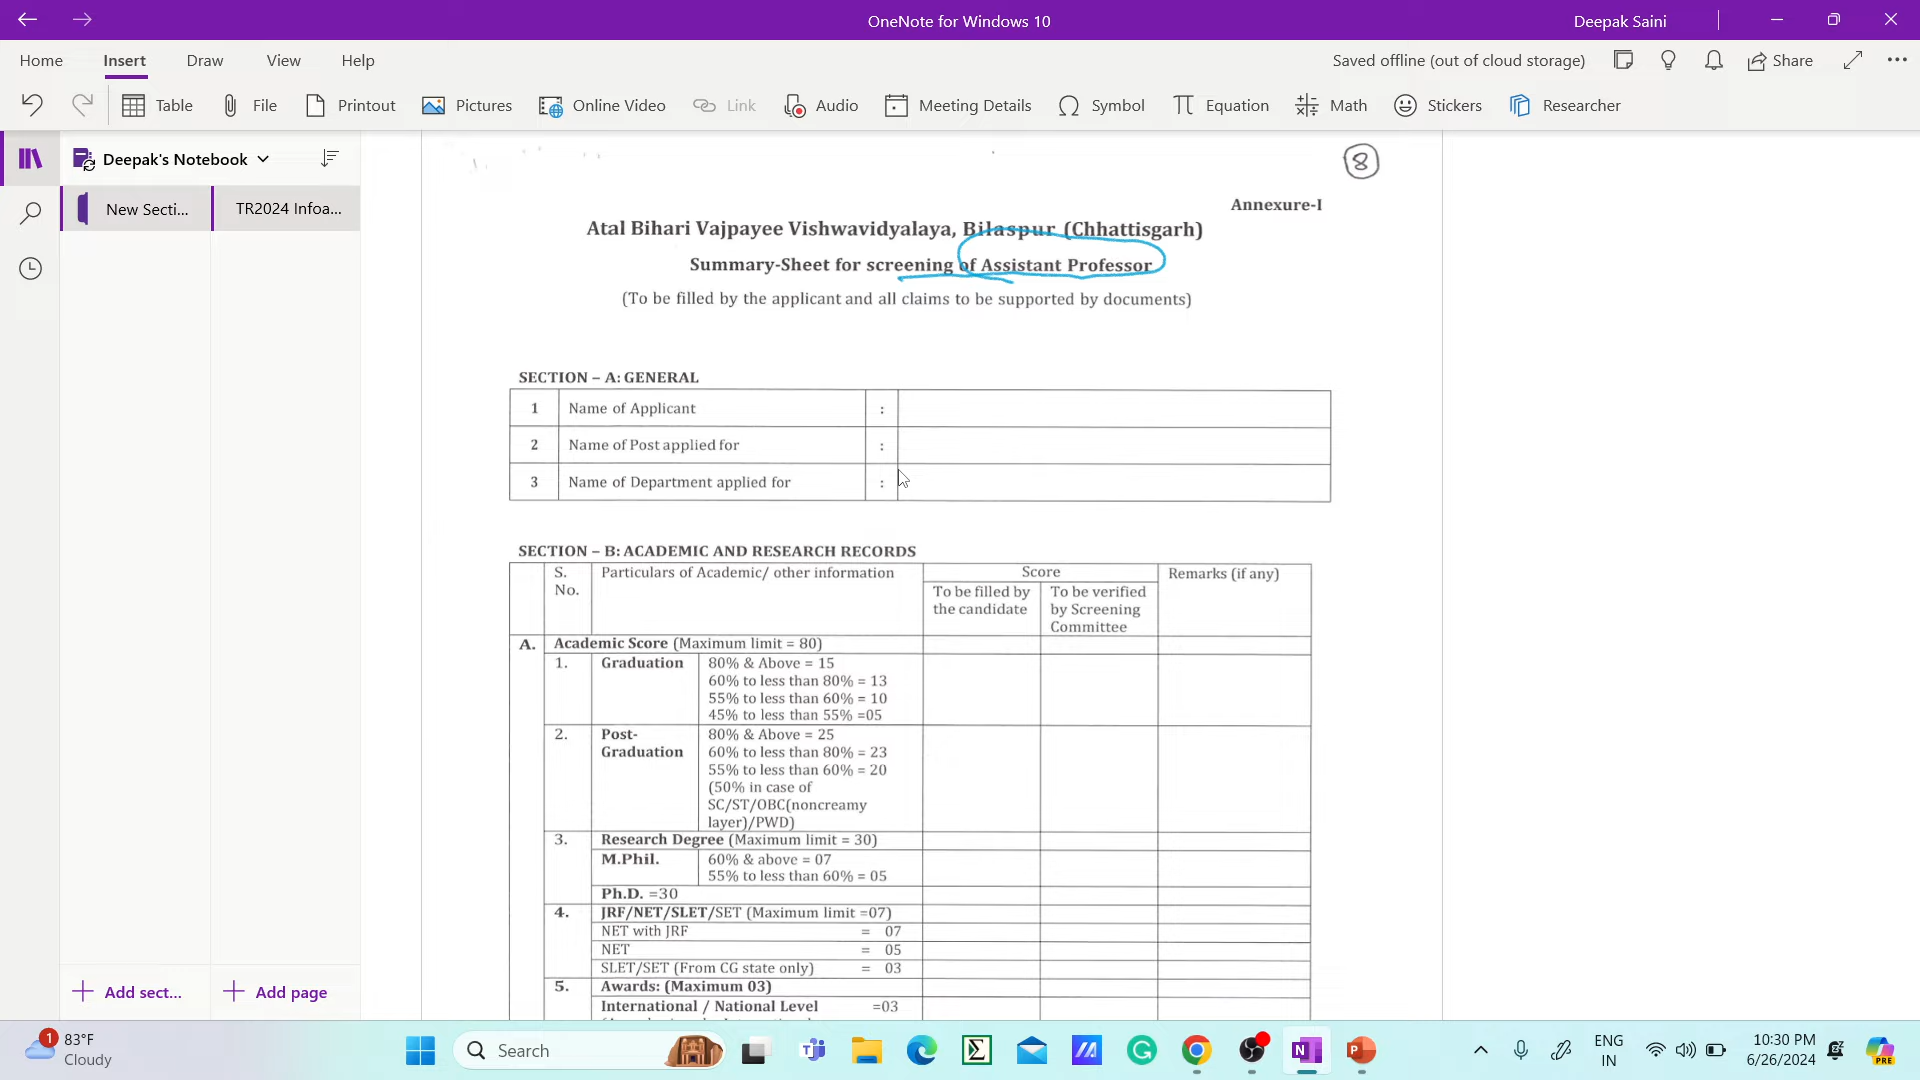 OneNote for Windows 10
Deepak Saini
Home
Insert
Draw
View
Help
Saved offline (out of cloud storage)
Share
Table
File
Printout
Pictures
Online Video
Link
Audio
Meeting Details
Symbol
Equation
Math
Stickers
Researcher
Deepak's Notebook
New Secti...
TR2024 Infoa...
8
Annexure-I
Atal Bihari Vajpayee Vishwavidyalaya, Bilaspur (Chhattisgarh)
Summary-Sheet for screening of Assistant Professor
(To be filled by the applicant and all claims to be supported by documents)
SECTION – A: GENERAL
1 Name of Applicant :
2 Name of Post applied for :
3 Name of Department applied for :
SECTION – B: ACADEMIC AND RESEARCH RECORDS
S. No.
Particulars of Academic/ other information
Score
Remarks (if any)
To be filled by the candidate
To be verified by Screening Committee
A. Academic Score (Maximum limit = 80)
1. Graduation
80% & Above = 15
60% to less than 80% = 13
55% to less than 60% = 10
45% to less than 55% =05
2. Post-Graduation
80% & Above = 25
60% to less than 80% = 23
55% to less than 60% = 20
(50% in case of
SC/ST/OBC(noncreamy
layer)/PWD)
3. Research Degree (Maximum limit = 30)
M.Phil.
60% & above = 07
55% to less than 60% = 05
Ph.D. =30
4. JRF/NET/SLET/SET (Maximum limit =07)
NET with JRF = 07
NET = 05
SLET/SET (From CG state only) = 03
5. Awards: (Maximum 03)
International / National Level =03
Add sect...
Add page
1
83°F
Cloudy
Search
ENG
IN
10:30 PM
6/26/2024
PRE